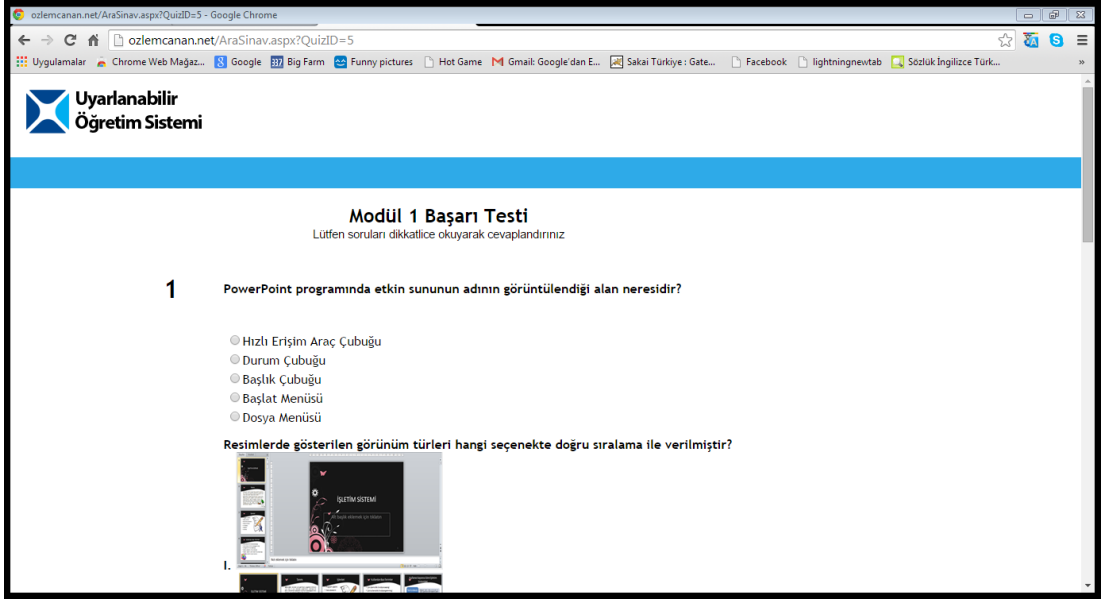 ozlemcanan.net/AraSinav.aspx?QuizID=5 - Google Chrome
ozlemcanan.net/AraSinav.aspx?QuizID=5
Uygulamalar Chrome Web Mağaz... Google Big Farm Funny pictures Hot Game Gmail: Google'dan E... Sakai Türkiye : Gate... Facebook lightningnewtab Sözlük İngilizce Türk... »
Uyarlanabilir
Öğretim Sistemi
Modül 1 Başarı Testi
Lütfen soruları dikkatlice okuyarak cevaplandırınız
1 PowerPoint programında etkin sununun adının görüntülendiği alan neresidir?
Hızlı Erişim Araç Çubuğu
Durum Çubuğu
Başlık Çubuğu
Başlat Menüsü
Dosya Menüsü
Resimlerde gösterilen görünüm türleri hangi seçenekte doğru sıralama ile verilmiştir?
İŞLETİM SİSTEMİ
I.